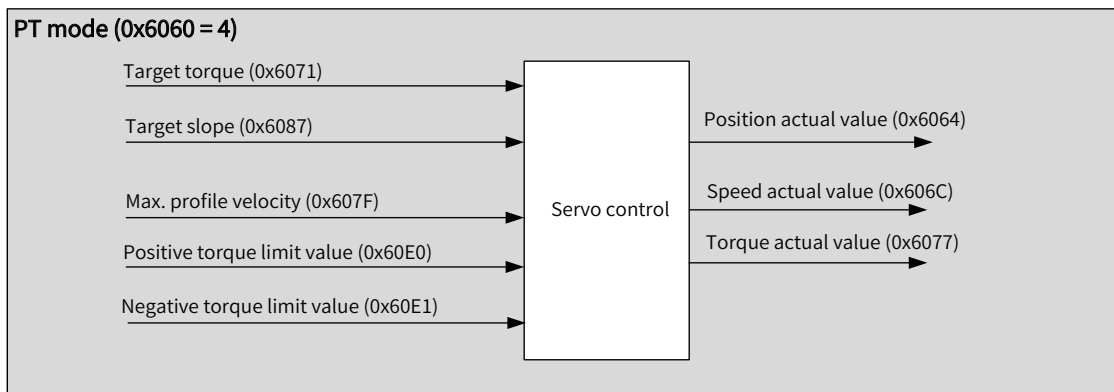 PT mode (0x6060 = 4)
Target torque (0x6071)
Target slope (0x6087)
Max. profile velocity (0x607F)
Positive torque limit value (0x60E0)
Negative torque limit value (0x60E1)
Servo control
Position actual value (0x6064)
Speed actual value (0x606C)
Torque actual value (0x6077)